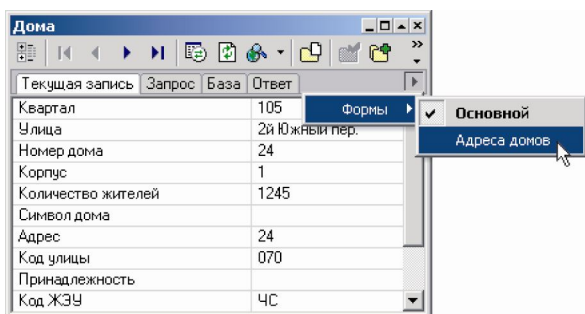 Дома
Текущая запись Запрос База Ответ
Квартал 105
Формы
Основной
Адреса домов
Улица 2й Южный пер.
Номер дома 24
Корпус 1
Количество жителей 1245
Символ дома
Адрес 24
Код улицы 070
Принадлежность
Код ЖЭУ ЧС